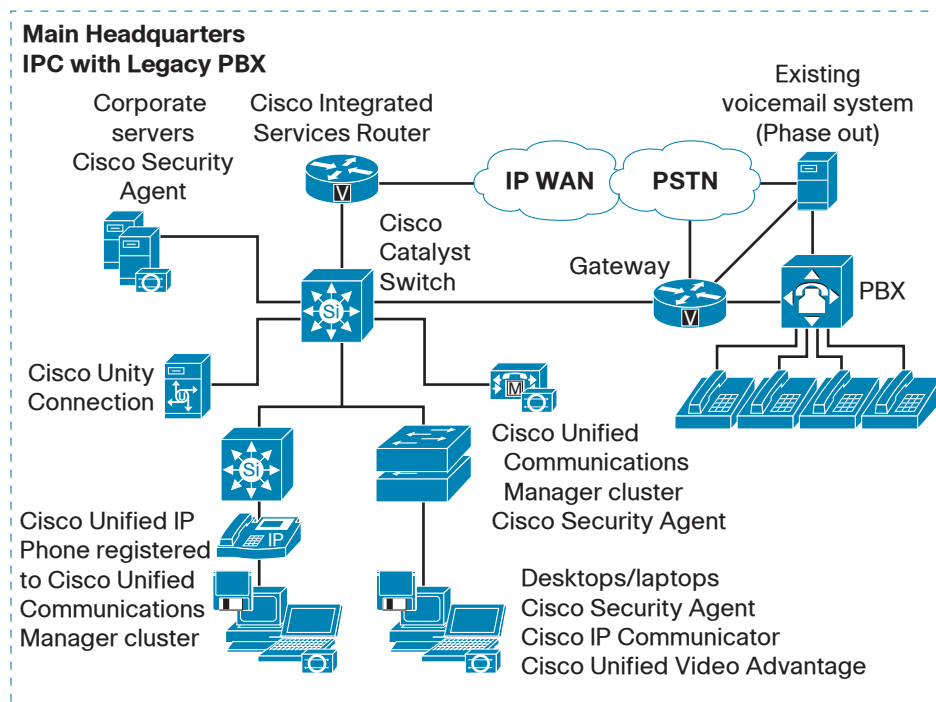 Main Headquarters
IPC with Legacy PBX
Corporate
servers
Cisco Security
Agent
Cisco Integrated
Services Router
Existing
voicemail system
(Phase out)
V
IP WAN
PSTN
Cisco
Catalyst
Switch
Gateway
Si
V
PBX
Cisco Unity
Connection
M
Cisco Unified
Communications
Manager cluster
Cisco Security Agent
Si
Cisco Unified IP
Phone registered
to Cisco Unified
Communications
Manager cluster
IP
Desktops/laptops
Cisco Security Agent
Cisco IP Communicator
Cisco Unified Video Advantage